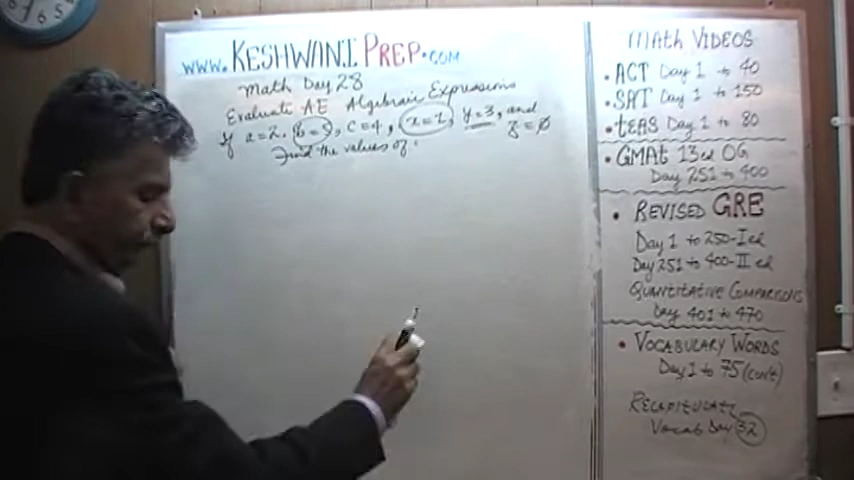 www.KESHWANI PREP.com
Math Day 28
Evaluate AE Algebraic Expressions
If a=2, b=5, c=4, x=1, y=3, and z=0
Find the values of:
Math VIDEOS
• ACT Day 1 to 40
• SAT Day 1 to 150
• TEAS Day 1 to 80
• GMAt 13ed OG
Day 251 to 400
• REVISED GRE
Day 1 to 250-I ed
Day 251 to 400-II ed
QUANTITATIVE COMPARISONS
Day 401 to 470
• VOCABULARY WORDS
Day 1 to 75 (cont)
RECAPITULATE
Vocab Day 32